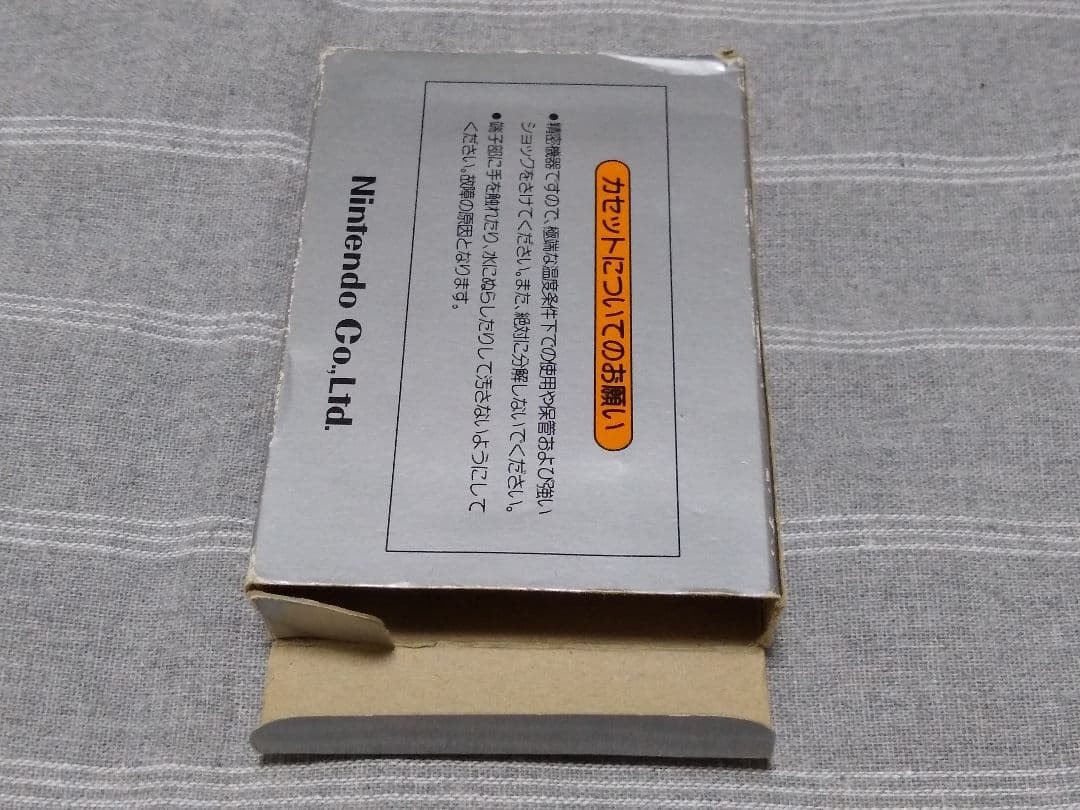 カセットについてのお願い
●精密機器ですので、極端な温度条件下での使用や保管および強い
ショックをさけてください。また、絶対に分解しないでください。
●端子部に手を触れたり、水にぬらしたりして汚さないようにして
ください。故障の原因となります。
Nintendo Co.,Ltd.